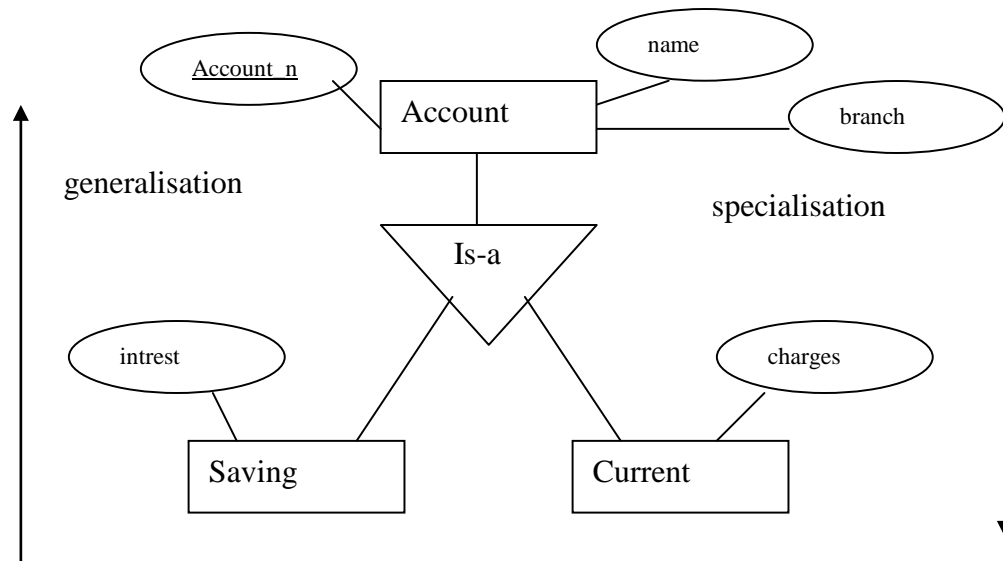 Account_n
name
Account
branch
generalisation
specialisation
Is-a
intrest
charges
Saving
Current